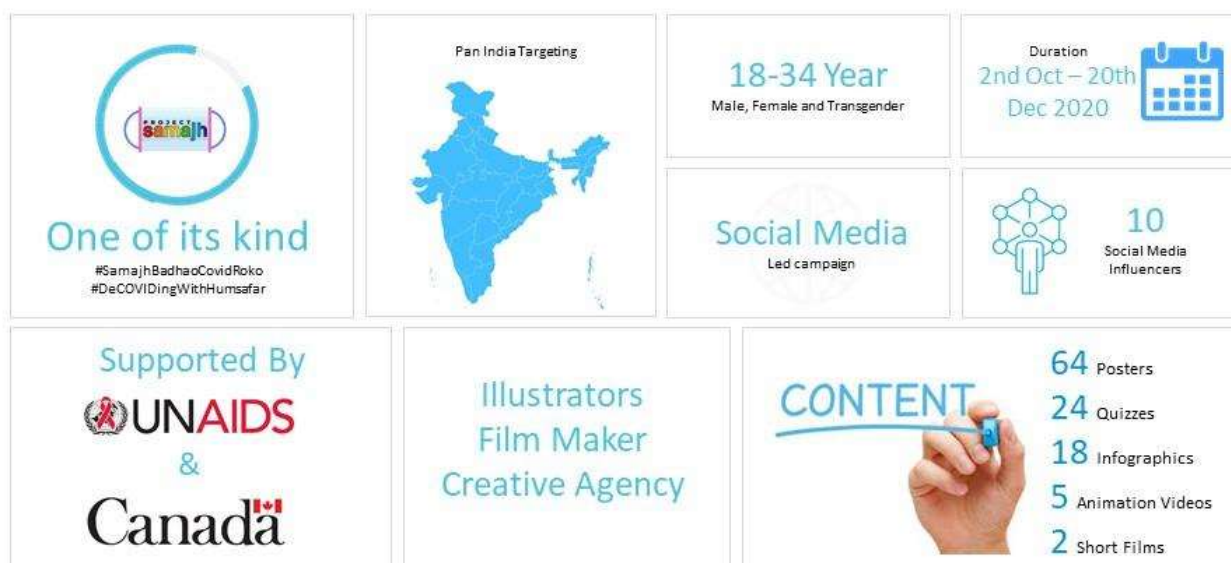 PROJECT
samajh
One of its kind
#SamajhBadhaoCovidRoko
#DeCOVIDingWithHumsafar
Pan India Targeting
18-34 Year
Male, Female and Transgender
Duration
2nd Oct – 20th
Dec 2020
Social Media
Led campaign
10
Social Media
Influencers
Supported By
UNAIDS
&
Canada
Illustrators
Film Maker
Creative Agency
CONTENT
64 Posters
24 Quizzes
18 Infographics
5 Animation Videos
2 Short Films